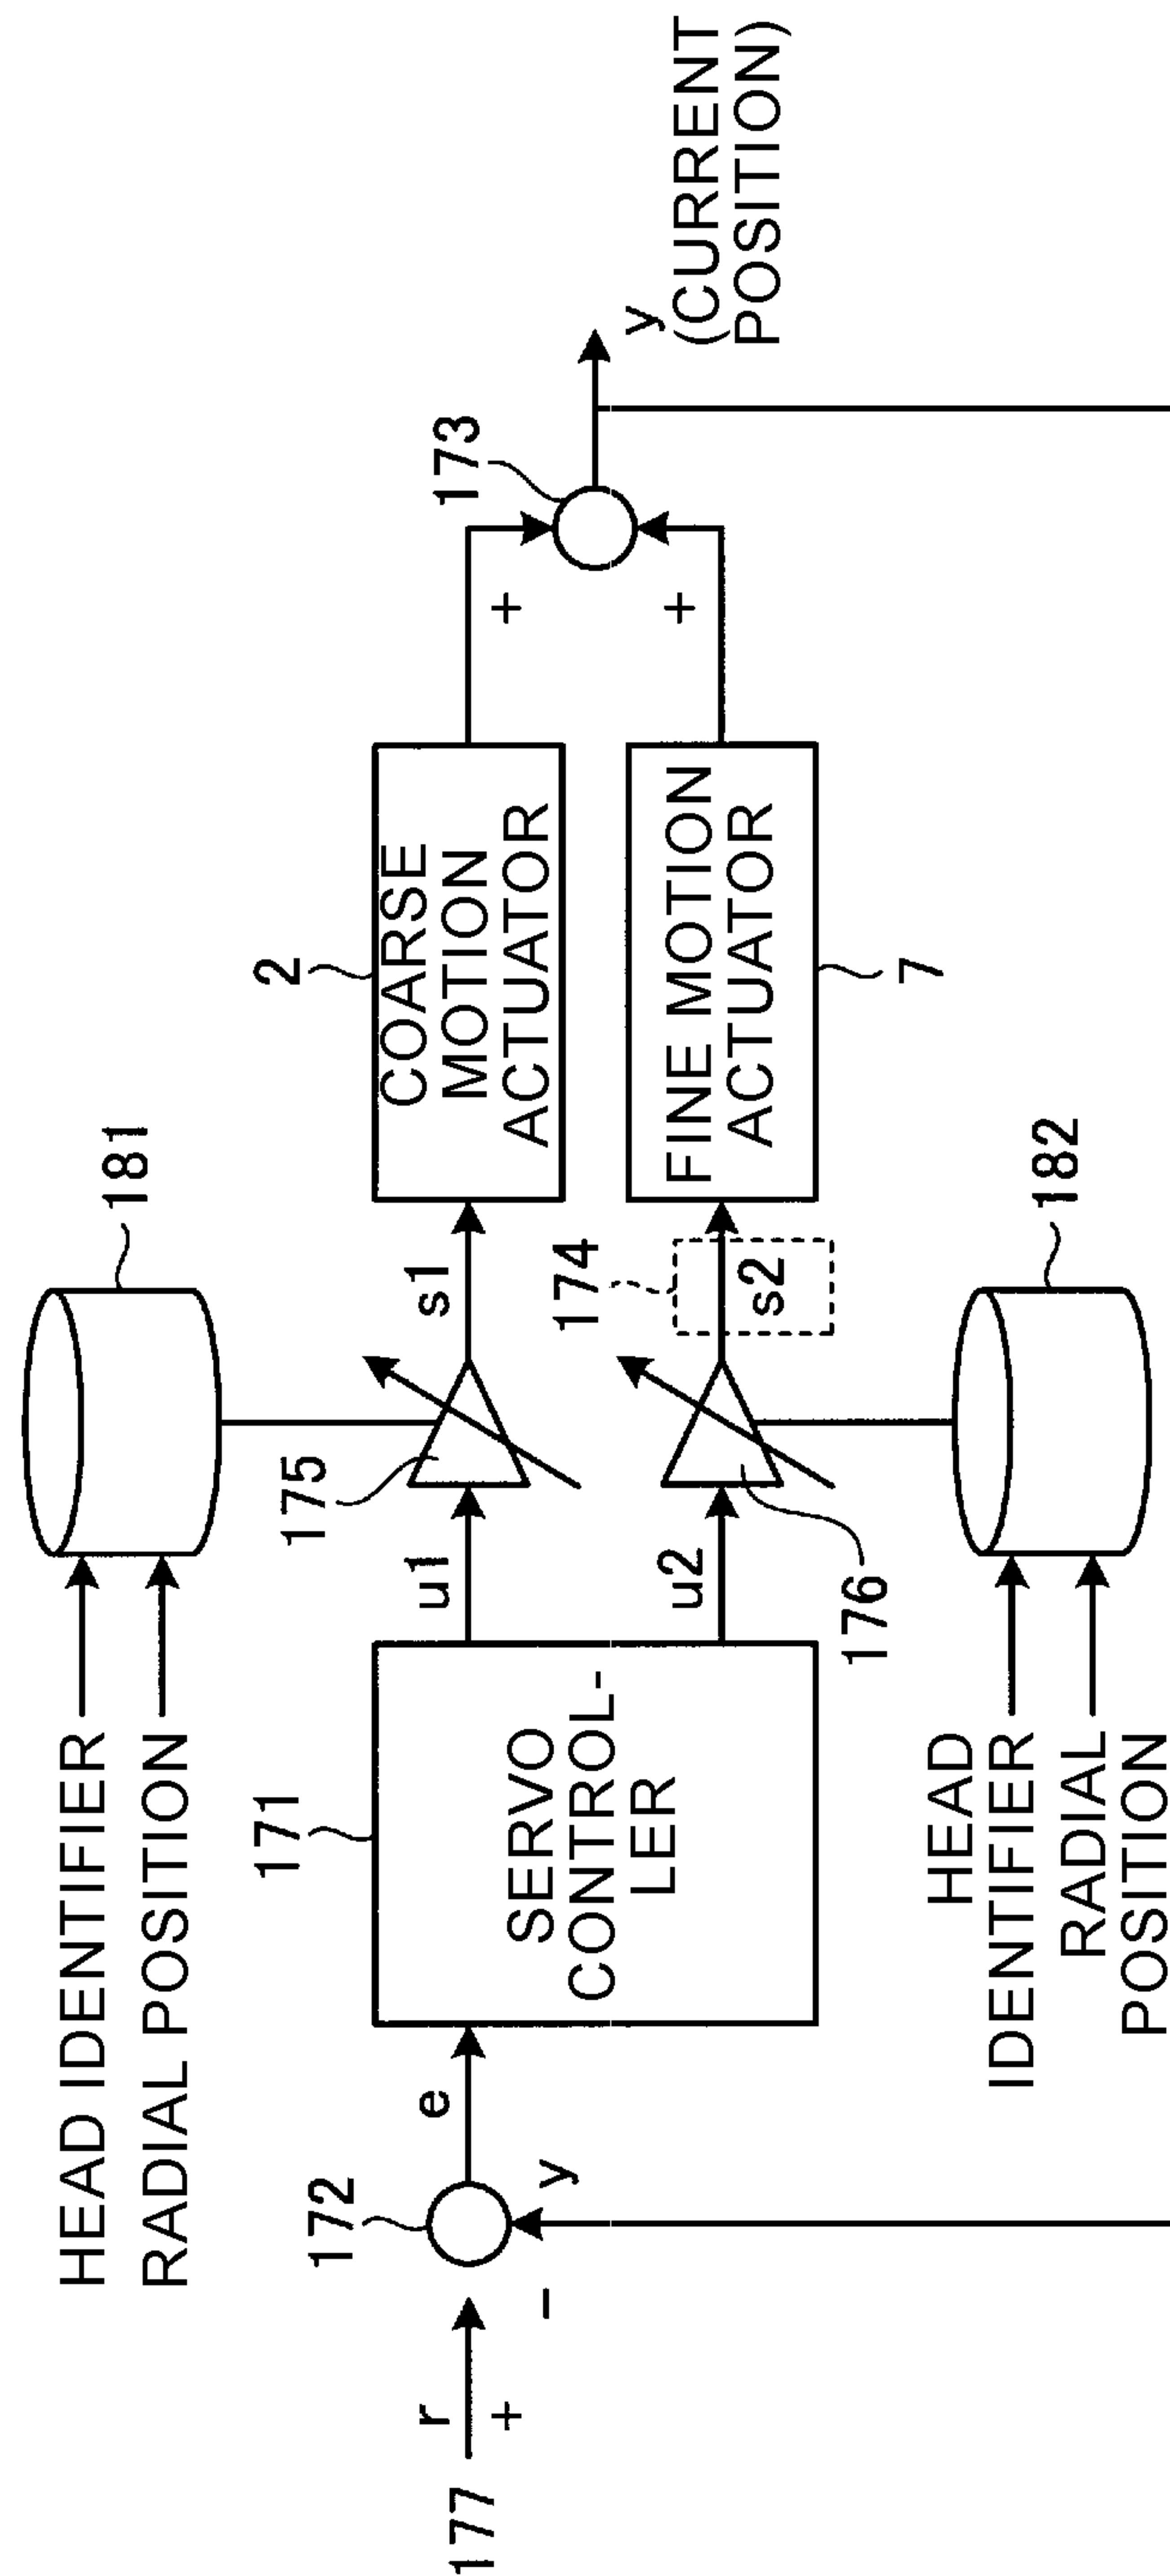 HEAD IDENTIFIER
RADIAL POSITION
181
177
r
+
−
172
y
e
171
SERVO
CONTROL-
LER
u1
u2
175
176
s1
174
s2
2
COARSE
MOTION
ACTUATOR
FINE MOTION
ACTUATOR
7
+
+
173
y
(CURRENT
POSITION)
HEAD
IDENTIFIER
RADIAL
POSITION
182